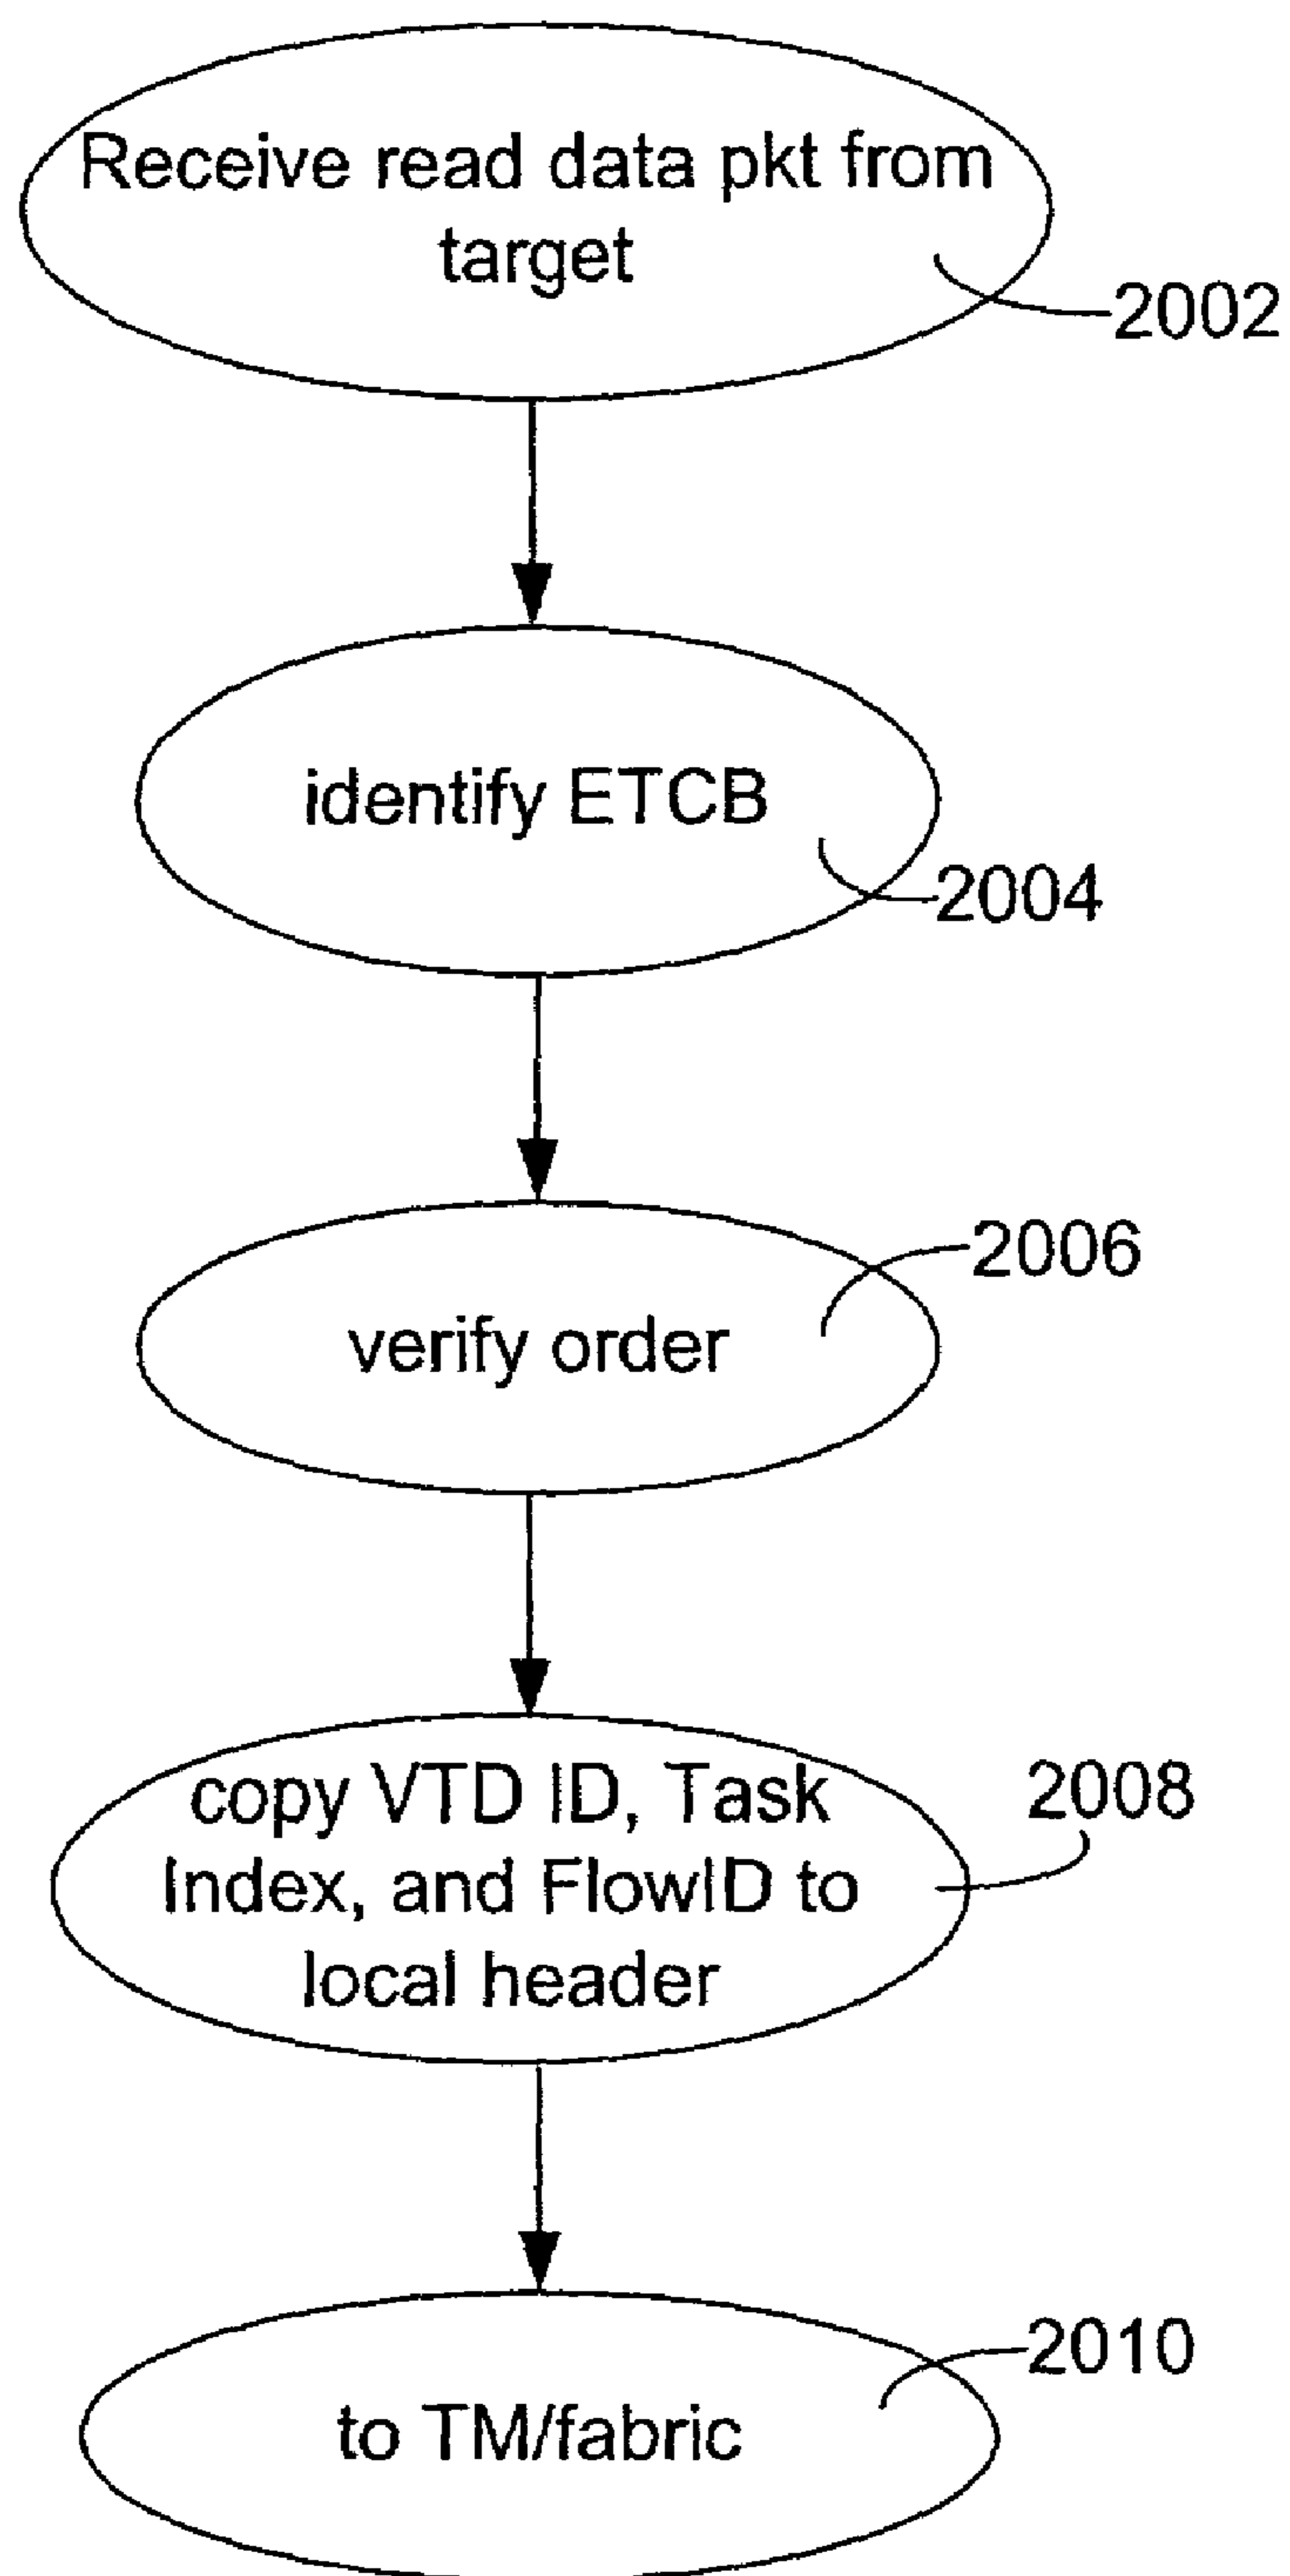 Receive read data pkt from
target
2002
identify ETCB
2004
2006
verify order
copy VTD ID, Task
Index, and FlowID to
local header
2008
2010
to TM/fabric